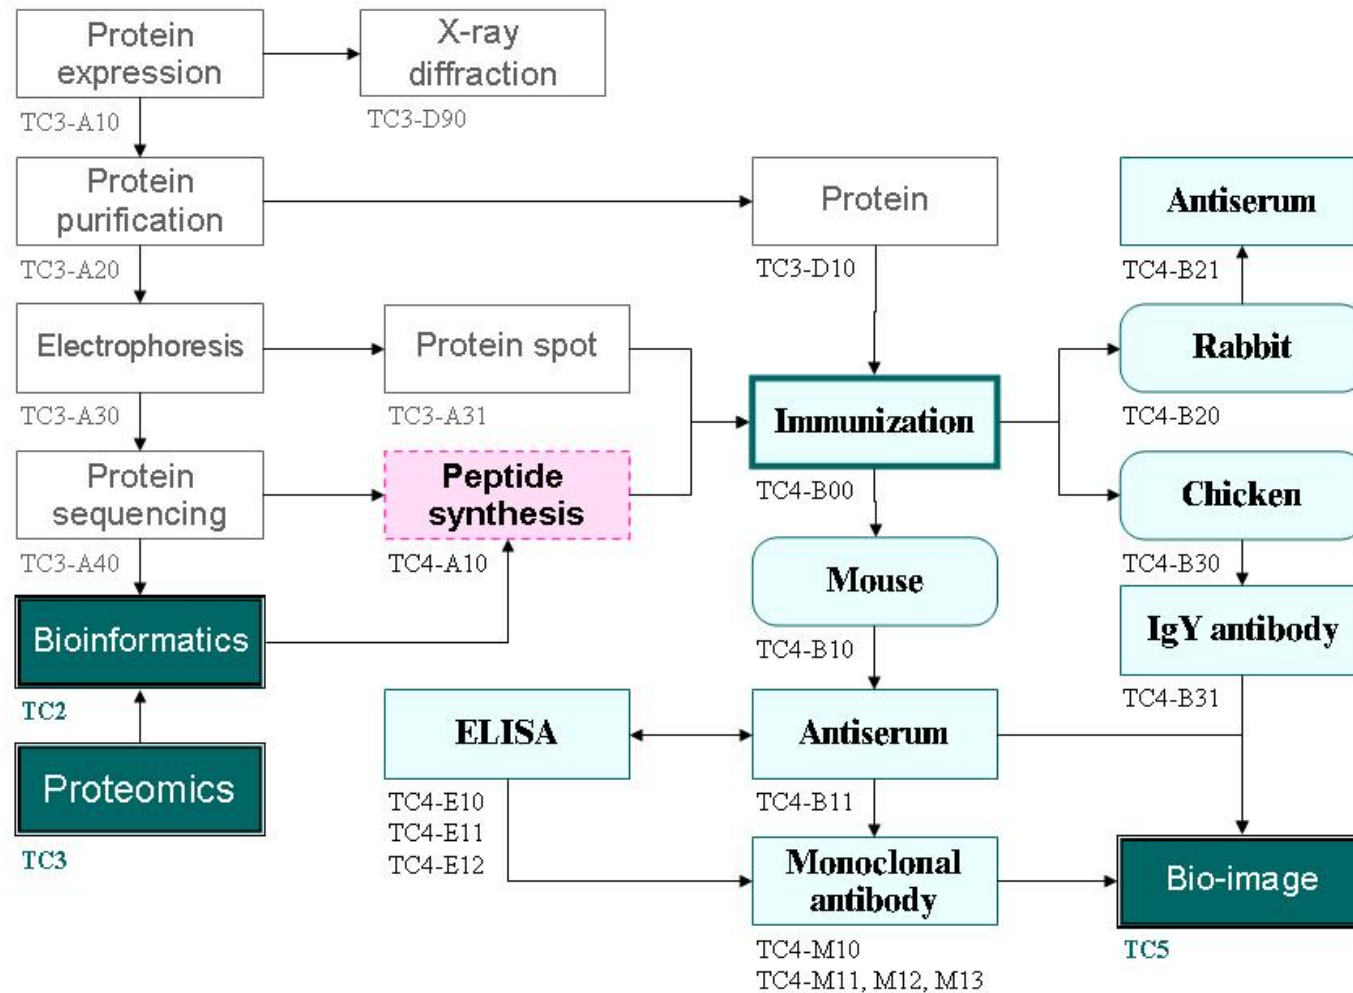 Protein
expression
X-ray
diffraction
TC3-A10
TC3-D90
Protein
purification
Protein
Antiserum
TC3-A20
TC3-D10
TC4-B21
Electrophoresis
Protein spot
Rabbit
TC3-A30
TC3-A31
Immunization
TC4-B20
Protein
sequencing
Peptide
synthesis
TC4-B00
Chicken
TC3-A40
TC4-A10
TC4-B30
Mouse
Bioinformatics
IgY antibody
TC4-B10
TC2
TC4-B31
ELISA
Antiserum
Proteomics
TC4-E10
TC4-E11
TC4-E12
TC4-B11
TC3
Monoclonal
antibody
Bio-image
TC4-M10
TC4-M11, M12, M13
TC5